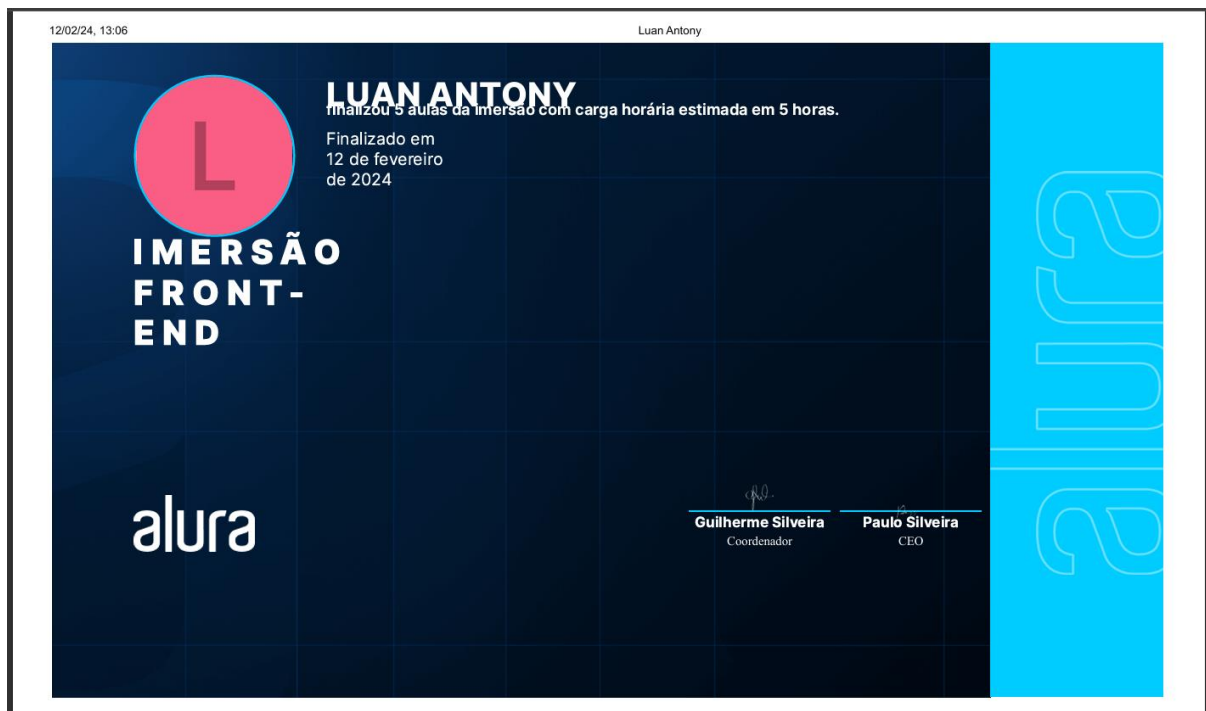 12/02/24, 13:06
Luan Antony
L
LUAN ANTONY
finalizou 5 aulas da imersão com carga horária estimada em 5 horas.
Finalizado em
12 de fevereiro
de 2024
IMERSÃO
FRONT-
END
alura
Guilherme Silveira
Coordenador
Paulo Silveira
CEO
alura